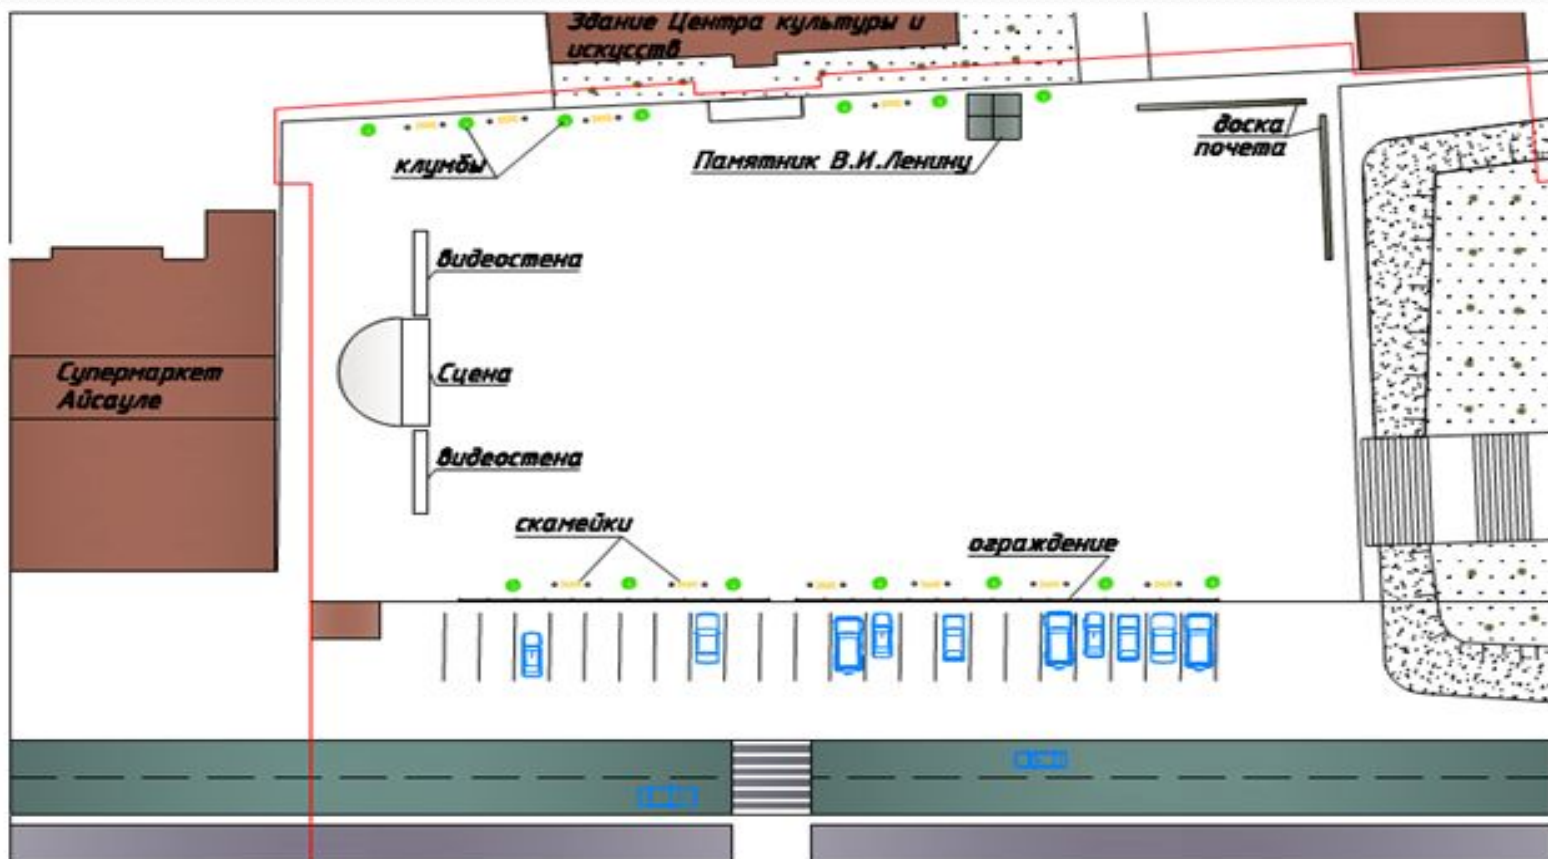 Здание Центра культуры и
искусств
клумбы
Памятник В.И.Ленину
доска
почета
видеостена
Супермаркет
Айсауле
Сцена
видеостена
скамейки
ограждение